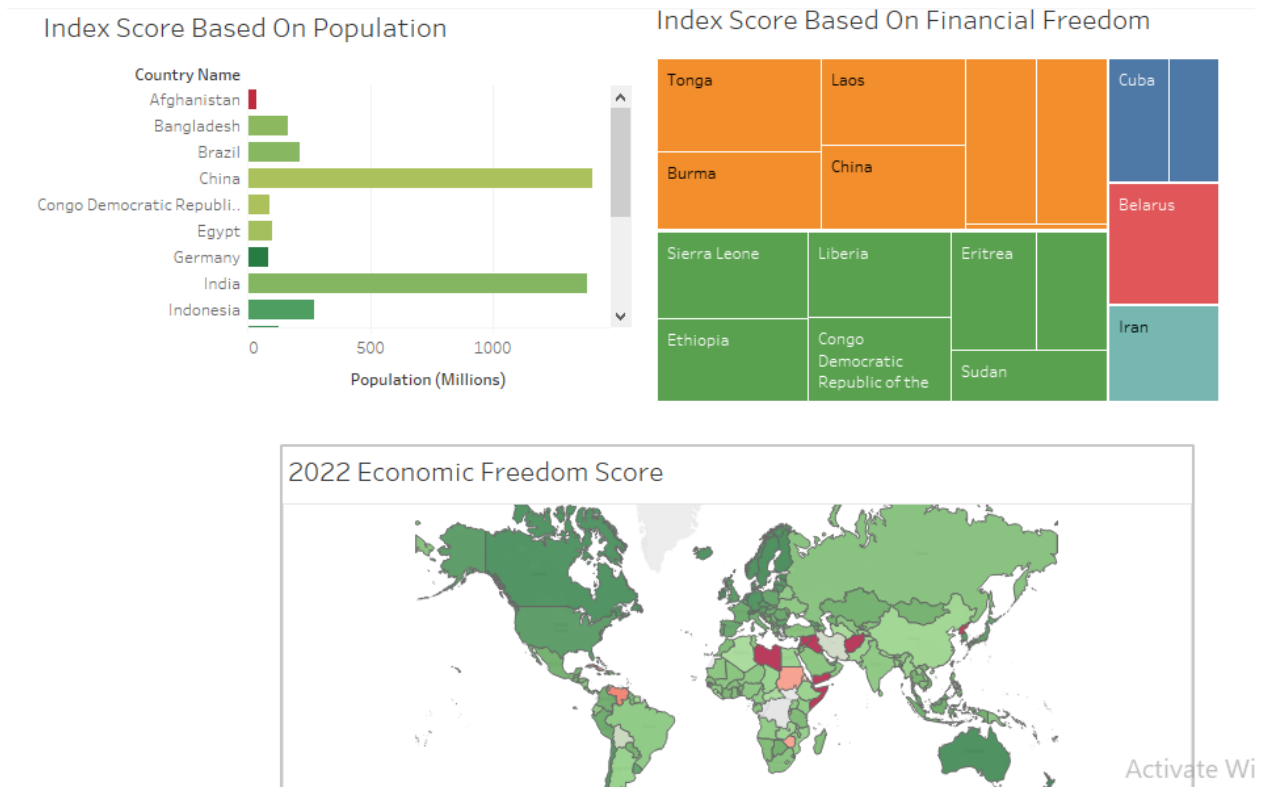 Index Score Based On Population
Country Name
Afghanistan
Bangladesh
Brazil
China
Congo Democratic Republi..
Egypt
Germany
India
Indonesia
0 500 1000
Population (Millions)
Index Score Based On Financial Freedom
Tonga
Laos
Burma
China
Sierra Leone
Liberia
Eritrea
Ethiopia
Congo
Democratic
Republic of the
Sudan
Cuba
Belarus
Iran
2022 Economic Freedom Score
Activate Wi